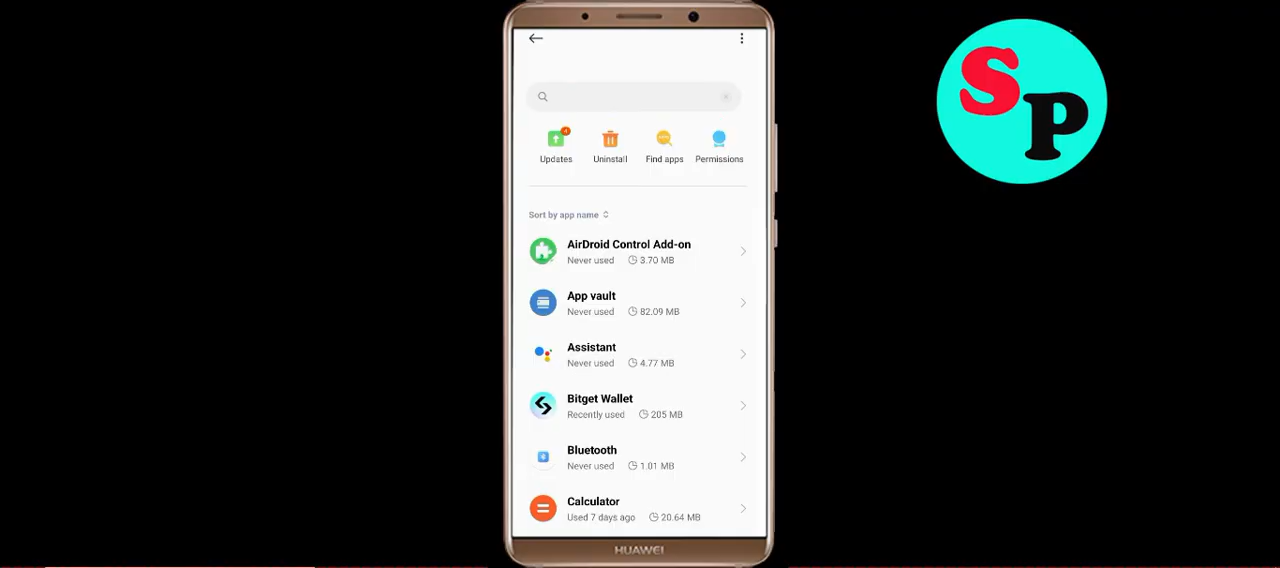 SP
4
Updates
Uninstall
Find apps
Permissions
Sort by app name
AirDroid Control Add-on
Never used 3.70 MB
App vault
Never used 82.09 MB
Assistant
Never used 4.77 MB
Bitget Wallet
Recently used 205 MB
Bluetooth
Never used 1.01 MB
Calculator
Used 7 days ago 20.64 MB
HUAWEI